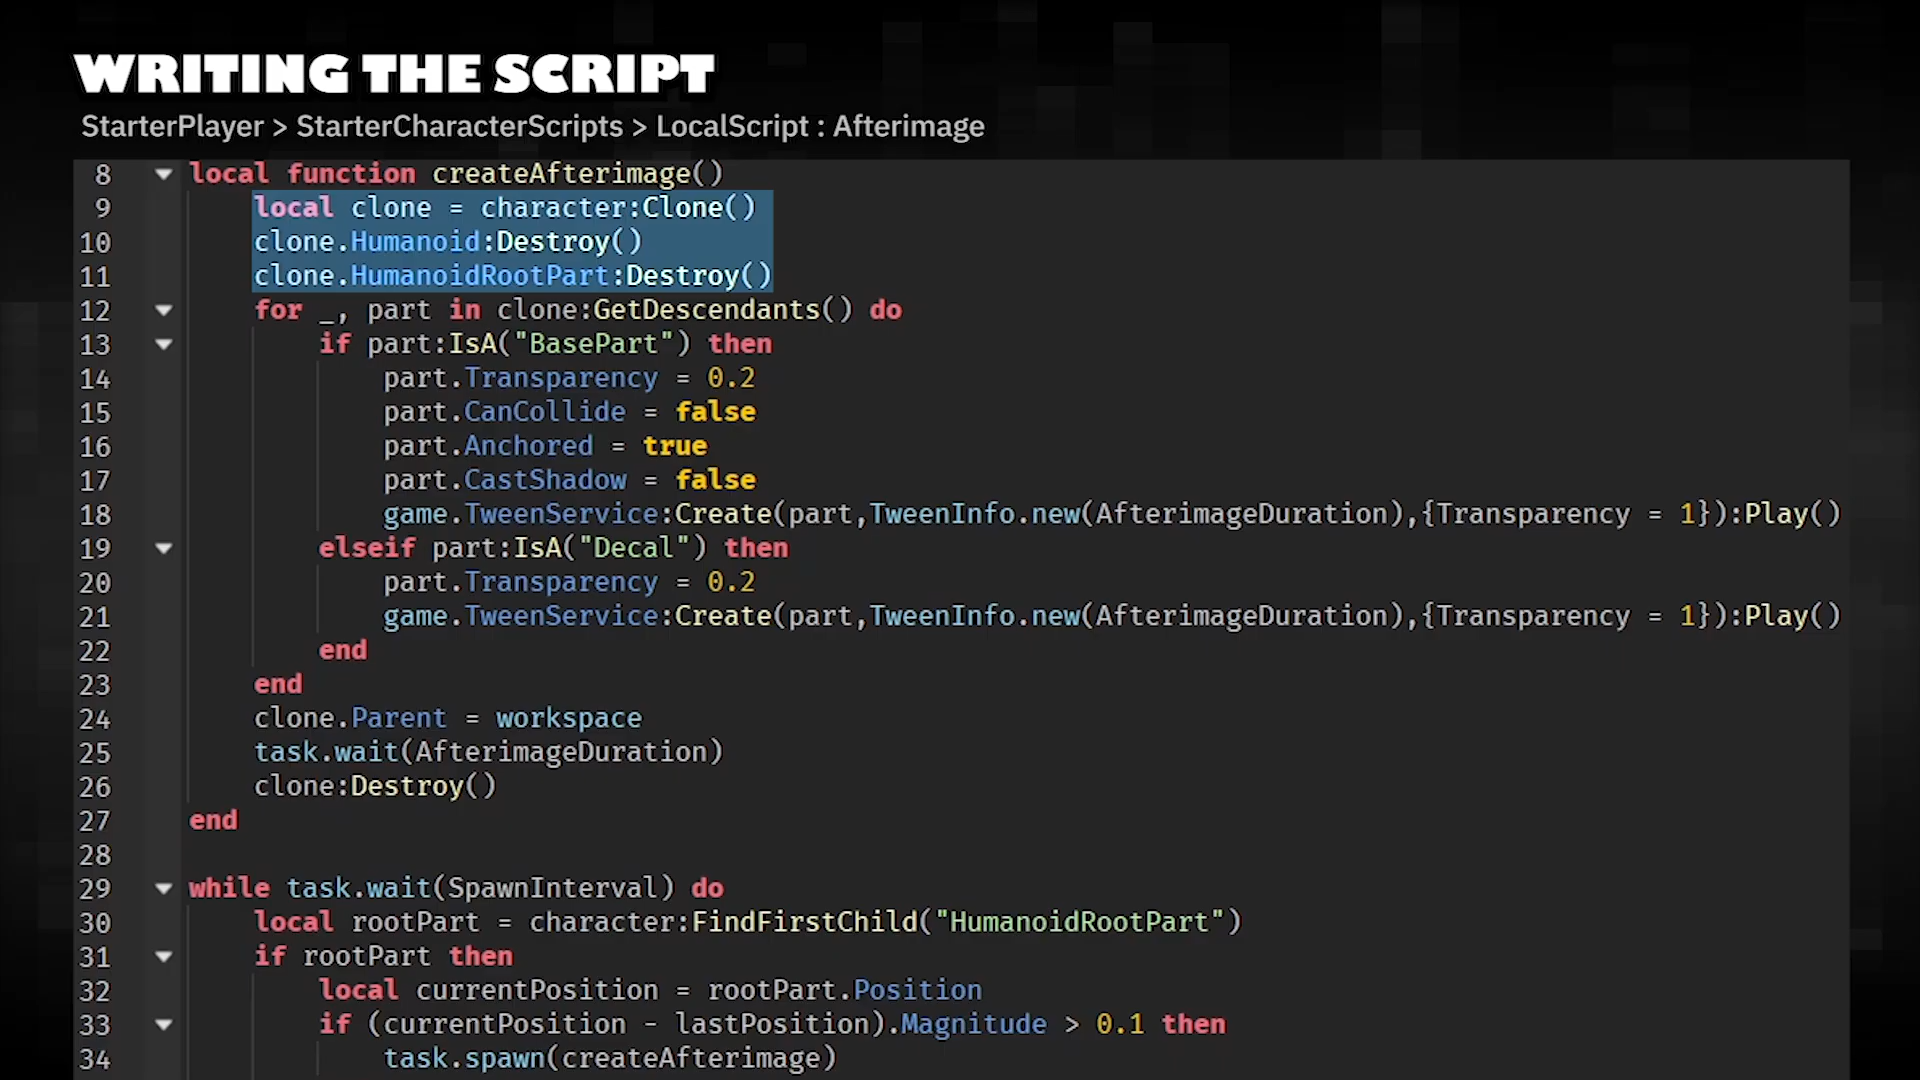 WRITING THE SCRIPT
StarterPlayer > StarterCharacterScripts > LocalScript : Afterimage
8 local function createAfterimage()
9 local clone = character:Clone()
10 clone.Humanoid:Destroy()
11 clone.HumanoidRootPart:Destroy()
12 for _, part in clone:GetDescendants() do
13 if part:IsA("BasePart") then
14 part.Transparency = 0.2
15 part.CanCollide = false
16 part.Anchored = true
17 part.CastShadow = false
18 game.TweenService:Create(part,TweenInfo.new(AfterimageDuration),{Transparency = 1}):Play()
19 elseif part:IsA("Decal") then
20 part.Transparency = 0.2
21 game.TweenService:Create(part,TweenInfo.new(AfterimageDuration),{Transparency = 1}):Play()
22 end
23 end
24 clone.Parent = workspace
25 task.wait(AfterimageDuration)
26 clone:Destroy()
27 end
28
29 while task.wait(SpawnInterval) do
30 local rootPart = character:FindFirstChild("HumanoidRootPart")
31 if rootPart then
32 local currentPosition = rootPart.Position
33 if (currentPosition - lastPosition).Magnitude > 0.1 then
34 task.spawn(createAfterimage)